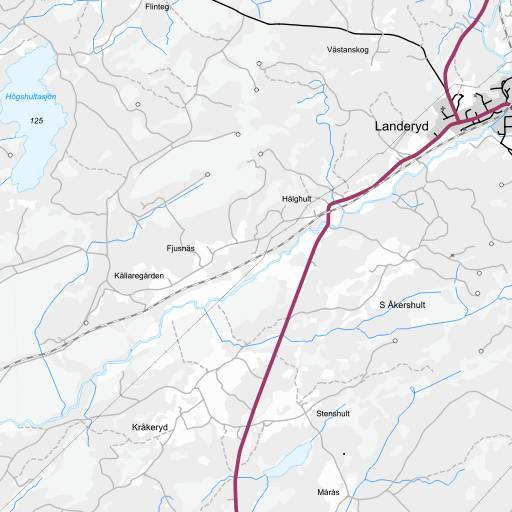 Flinteg
Västanskog
Högshultasjön
125
Landeryd
Hälghult
Fjusnäs
Källaregården
S Åkershult
Stenshult
Kråkeryd
Mårås